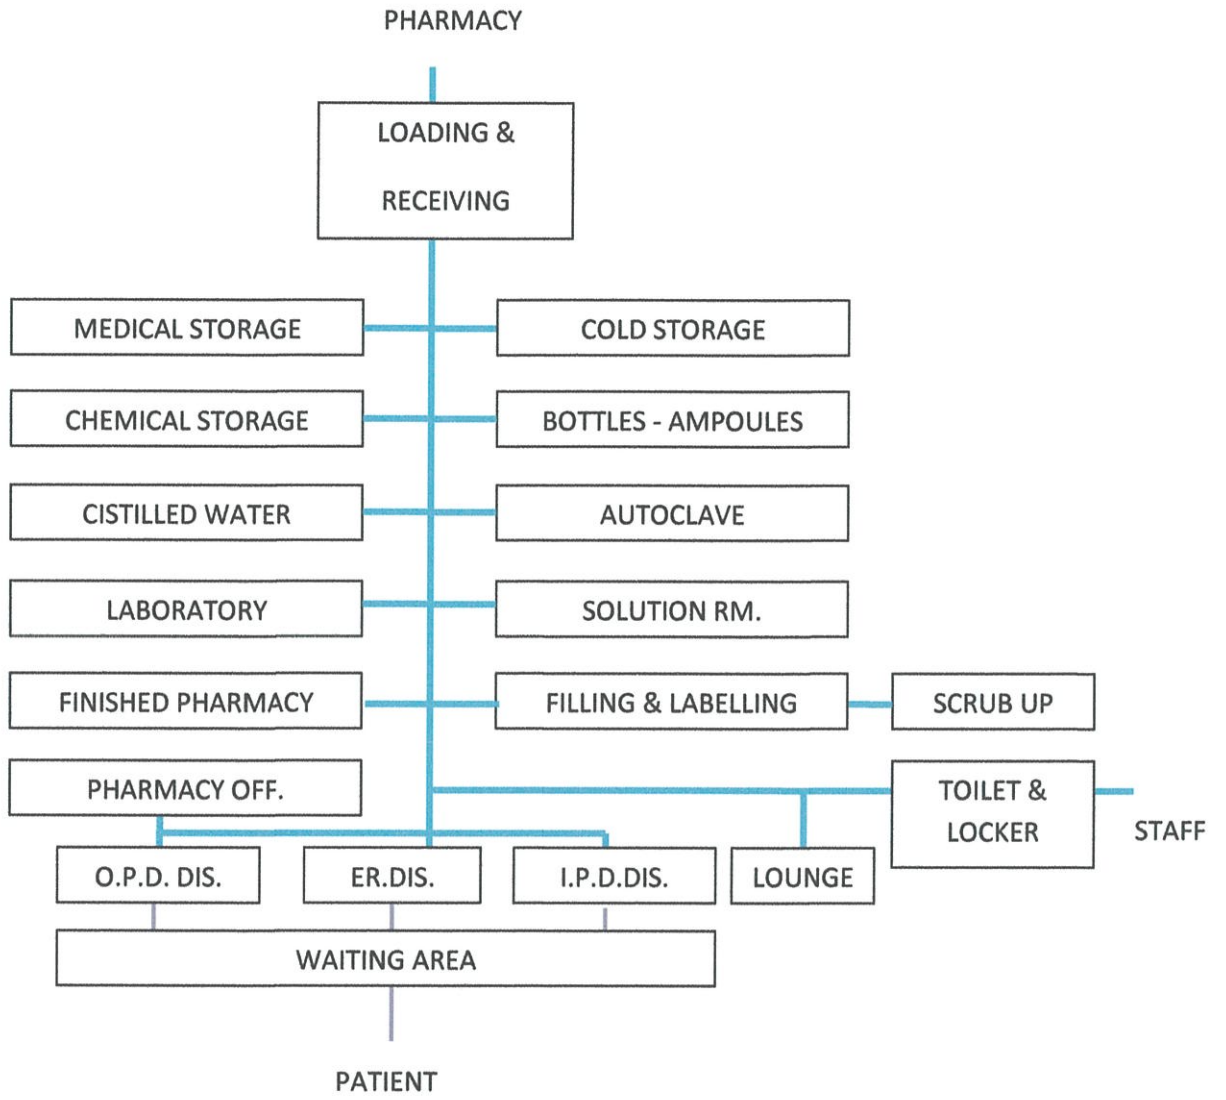 PHARMACY
LOADING &
RECEIVING
MEDICAL STORAGE
COLD STORAGE
CHEMICAL STORAGE
BOTTLES - AMPOULES
CISTILLED WATER
AUTOCLAVE
LABORATORY
SOLUTION RM.
FINISHED PHARMACY
FILLING & LABELLING
SCRUB UP
PHARMACY OFF.
TOILET &
LOCKER
STAFF
O.P.D. DIS.
ER.DIS.
I.P.D.DIS.
LOUNGE
WAITING AREA
PATIENT